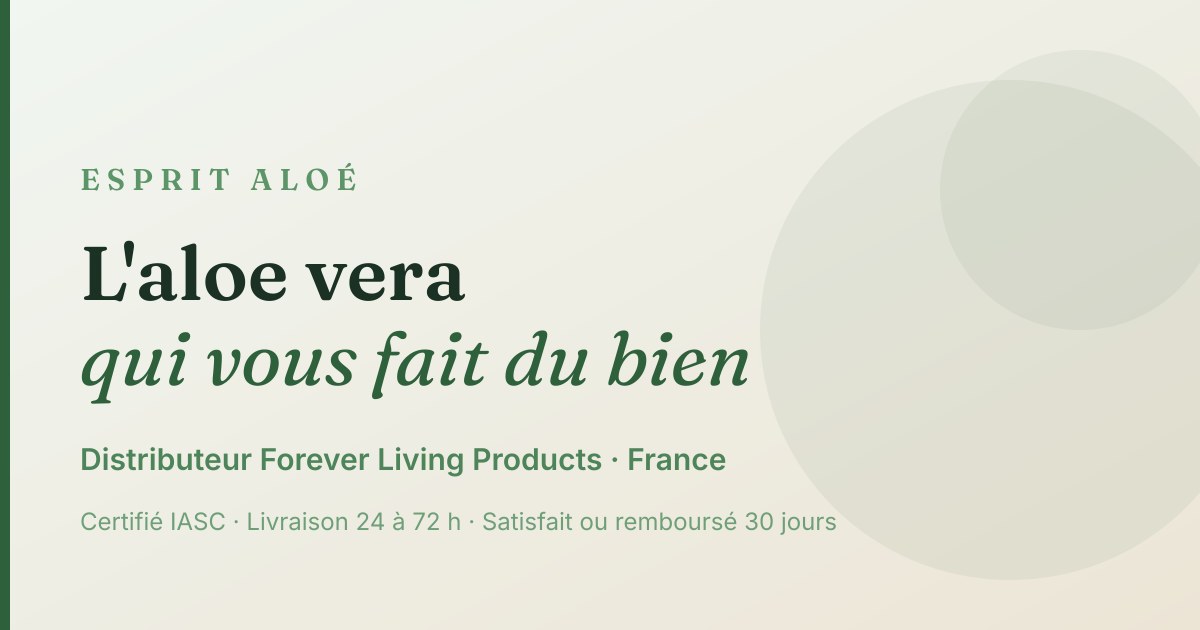 ESPRIT ALOÉ
L'aloe vera
qui vous fait du bien
Distributeur Forever Living Products · France
Certifié IASC · Livraison 24 à 72 h · Satisfait ou remboursé 30 jours